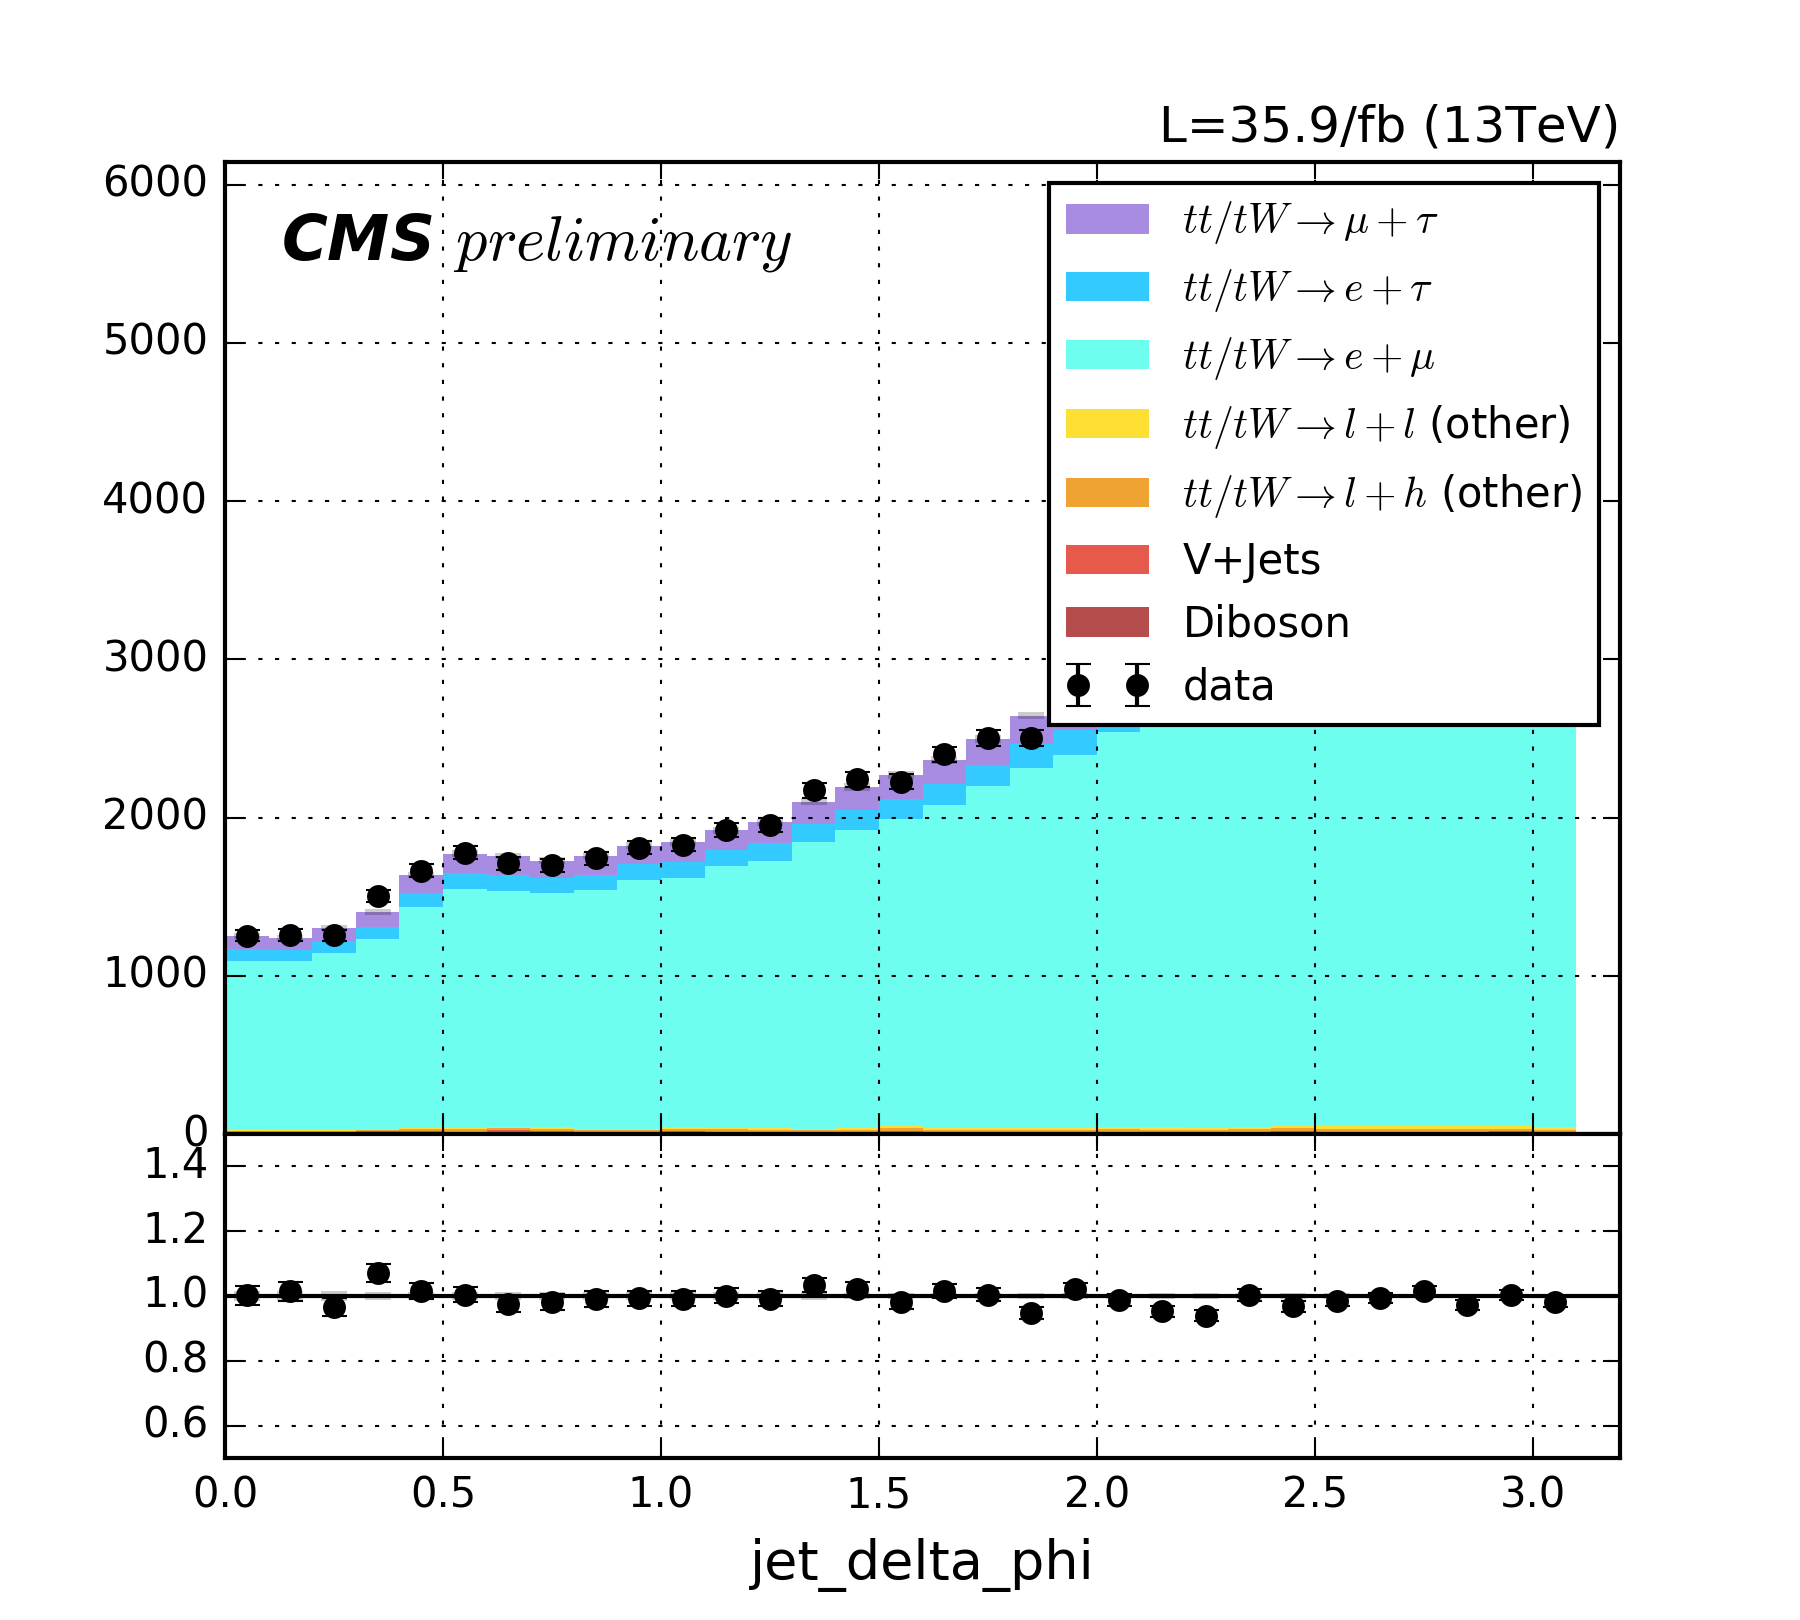 L=35.9/fb (13TeV)
6000
CMS preliminary
5000
4000
3000
2000
1000
0
tt/tW→μ+τ
tt/tW→e+τ
tt/tW→e+μ
tt/tW→l+l (other)
tt/tW→l+h (other)
V+Jets
Diboson
data
1.4
1.2
1.0
0.8
0.6
0.0 0.5 1.0 1.5 2.0 2.5 3.0
jet_delta_phi